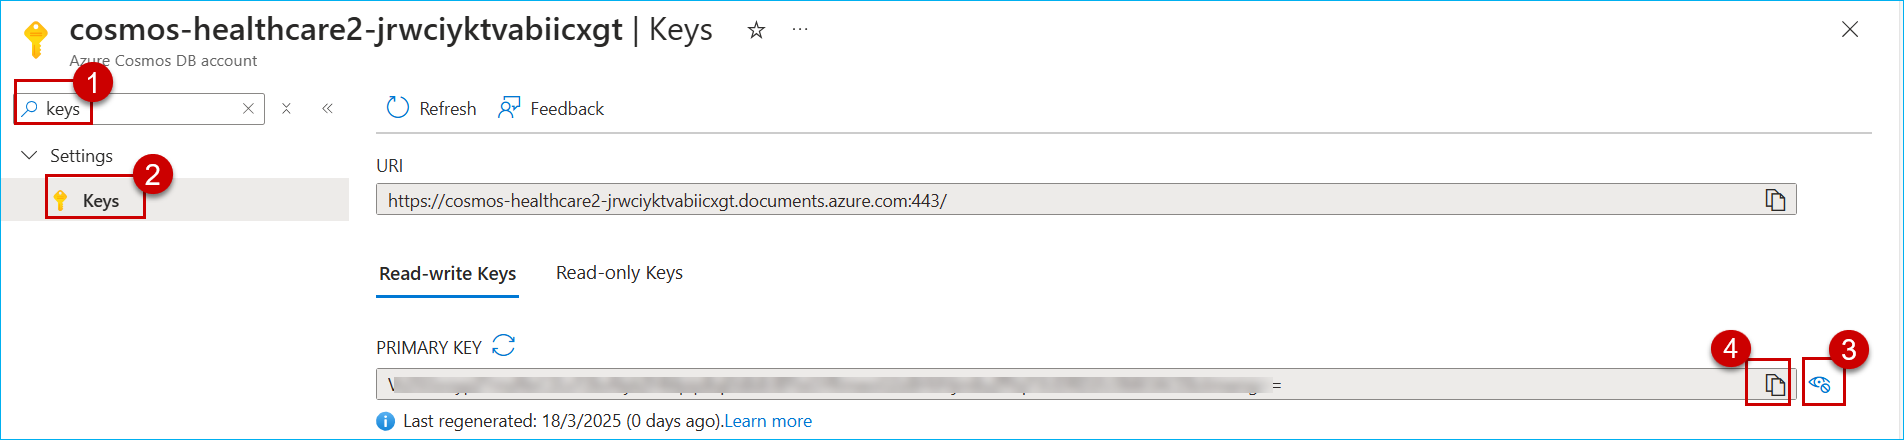 cosmos-healthcare2-jrwciyktvabiicxgt | Keys
Azure Cosmos DB account
1
keys
Refresh
Feedback
Settings
2
Keys
URI
https://cosmos-healthcare2-jrwciyktvabiicxgt.documents.azure.com:443/
Read-write Keys
Read-only Keys
PRIMARY KEY
4
3
=
Last regenerated: 18/3/2025 (0 days ago).Learn more